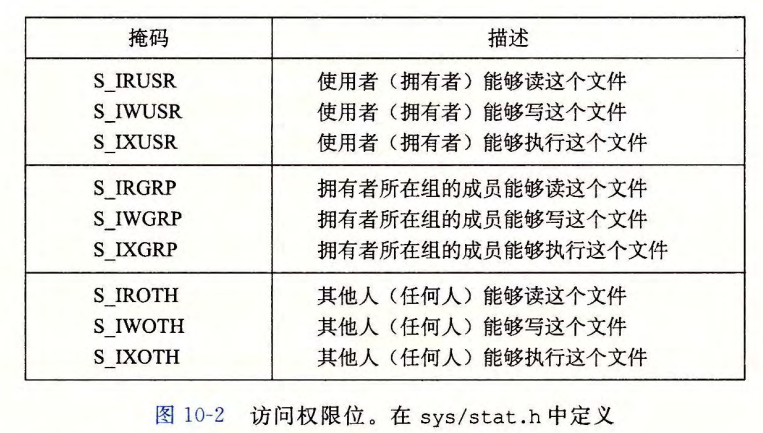 掩码 描述
S_IRUSR 使用者（拥有者）能够读这个文件
S_IWUSR 使用者（拥有者）能够写这个文件
S_IXUSR 使用者（拥有者）能够执行这个文件
S_IRGRP 拥有者所在组的成员能够读这个文件
S_IWGRP 拥有者所在组的成员能够写这个文件
S_IXGRP 拥有者所在组的成员能够执行这个文件
S_IROTH 其他人（任何人）能够读这个文件
S_IWOTH 其他人（任何人）能够写这个文件
S_IXOTH 其他人（任何人）能够执行这个文件
图 10-2 访问权限位。在 sys/stat.h 中定义